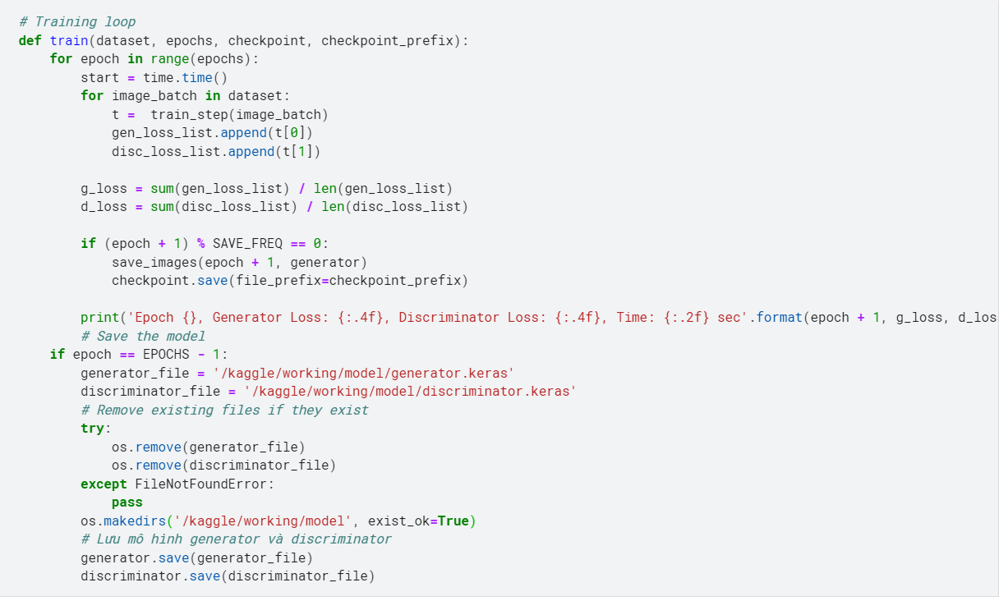 # Training loop
def train(dataset, epochs, checkpoint, checkpoint_prefix):
    for epoch in range(epochs):
        start = time.time()
        for image_batch in dataset:
            t =  train_step(image_batch)
            gen_loss_list.append(t[0])
            disc_loss_list.append(t[1])

        g_loss = sum(gen_loss_list) / len(gen_loss_list)
        d_loss = sum(disc_loss_list) / len(disc_loss_list)

        if (epoch + 1) % SAVE_FREQ == 0:
            save_images(epoch + 1, generator)
            checkpoint.save(file_prefix=checkpoint_prefix)

        print('Epoch {}, Generator Loss: {:.4f}, Discriminator Loss: {:.4f}, Time: {:.2f} sec'.format(epoch + 1, g_loss, d_los
        # Save the model
    if epoch == EPOCHS - 1:
        generator_file = '/kaggle/working/model/generator.keras'
        discriminator_file = '/kaggle/working/model/discriminator.keras'
        # Remove existing files if they exist
        try:
            os.remove(generator_file)
            os.remove(discriminator_file)
        except FileNotFoundError:
            pass
        os.makedirs('/kaggle/working/model', exist_ok=True)
        # Lưu mô hình generator và discriminator
        generator.save(generator_file)
        discriminator.save(discriminator_file)